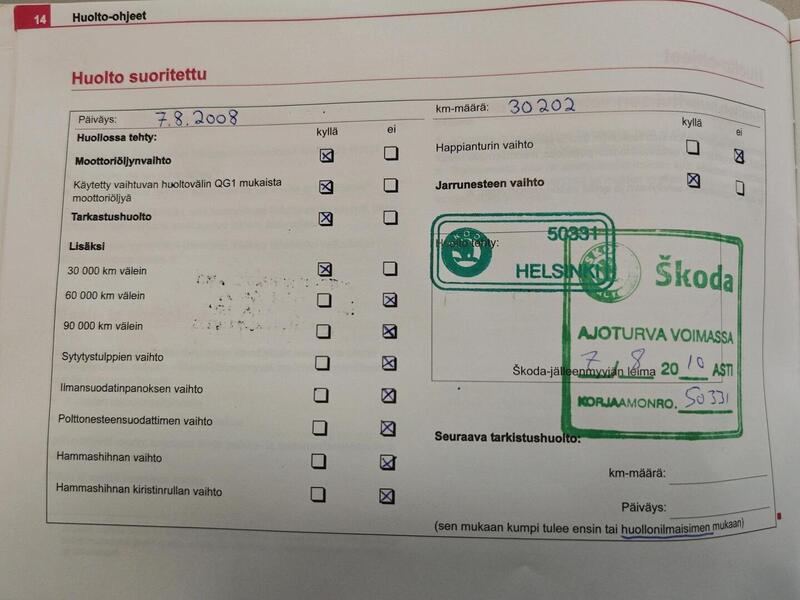 14 Huolto-ohjeet
Huolto suoritettu
Päiväys: 7.8.2008
Huollossa tehty: kyllä ei
Moottoriöljynvaihto
Käytetty vaihtuvan huoltovälin QG1 mukaista
moottoriöljyä
Tarkastushuolto
Lisäksi
30 000 km välein
60 000 km välein
90 000 km välein
Sytytystulppien vaihto
Ilmansuodatinpanoksen vaihto
Polttonesteensuodattimen vaihto
Hammashihnan vaihto
Hammashihnan kiristinrullan vaihto
km-määrä: 30202
kyllä ei
Happianturin vaihto
Jarrunesteen vaihto
Huolto tehty:
50331
HELSINKI
Škoda
AJOTURVA VOIMASSA
7 / 8 2010 ASTI
Škoda-jälleenmyyjän leima
KORJAAMONRO. 50331
Seuraava tarkistushuolto:
km-määrä:
Päiväys:
(sen mukaan kumpi tulee ensin tai huollonilmaisimen mukaan)